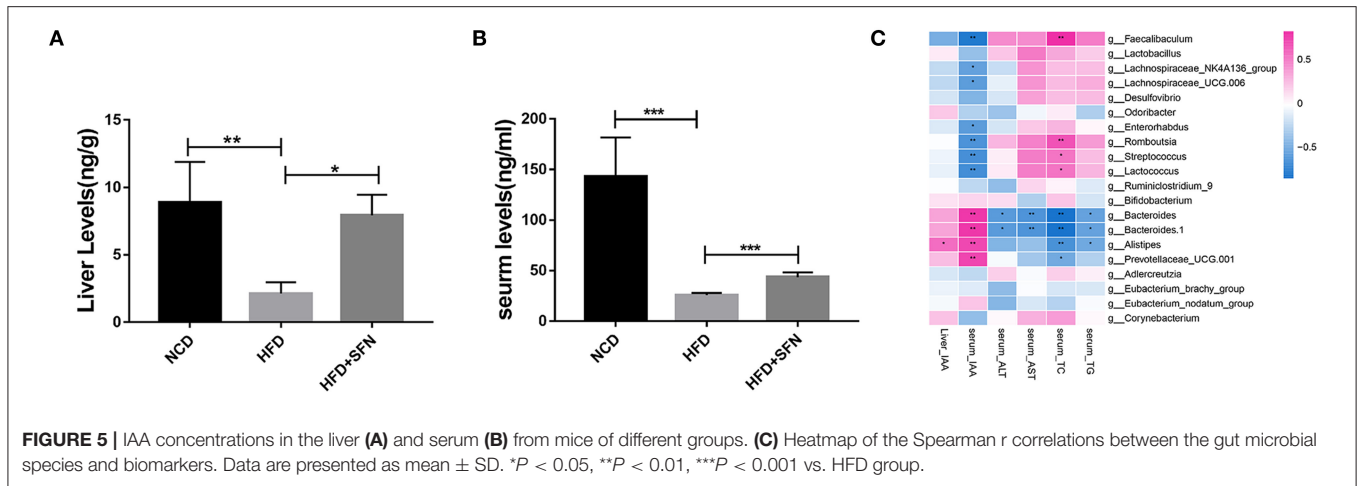 A
Liver Levels(ng/g)
15
10
5
0
**
*
NCD
HFD
HFD+SFN
B
seurm levels(ng/ml)
200
150
100
50
0
***
***
NCD
HFD
HFD+SFN
C
g__Faecalibaculum
g__Lactobacillus
g__Lachnospiraceae_NK4A136_group
g__Lachnospiraceae_UCG.006
g__Desulfovibrio
g__Odoribacter
g__Enterorhabdus
g__Romboutsia
g__Streptococcus
g__Lactococcus
g__Ruminiclostridium_9
g__Bifidobacterium
g__Bacteroides
g__Bacteroides.1
g__Alistipes
g__Prevotellaceae_UCG.001
g__Adlercreutzia
g__Eubacterium_brachy_group
g__Eubacterium_nodatum_group
g__Corynebacterium
** **
*
*
*
** **
** *
** *
** * ** ** *
** * ** ** *
* ** ** *
** *
Liver_IAA
serum_IAA
serum_ALT
serum_AST
serum_TC
serum_TG
0.5
0
−0.5
FIGURE 5 | IAA concentrations in the liver (A) and serum (B) from mice of different groups. (C) Heatmap of the Spearman r correlations between the gut microbial
species and biomarkers. Data are presented as mean ± SD. *P < 0.05, **P < 0.01, ***P < 0.001 vs. HFD group.